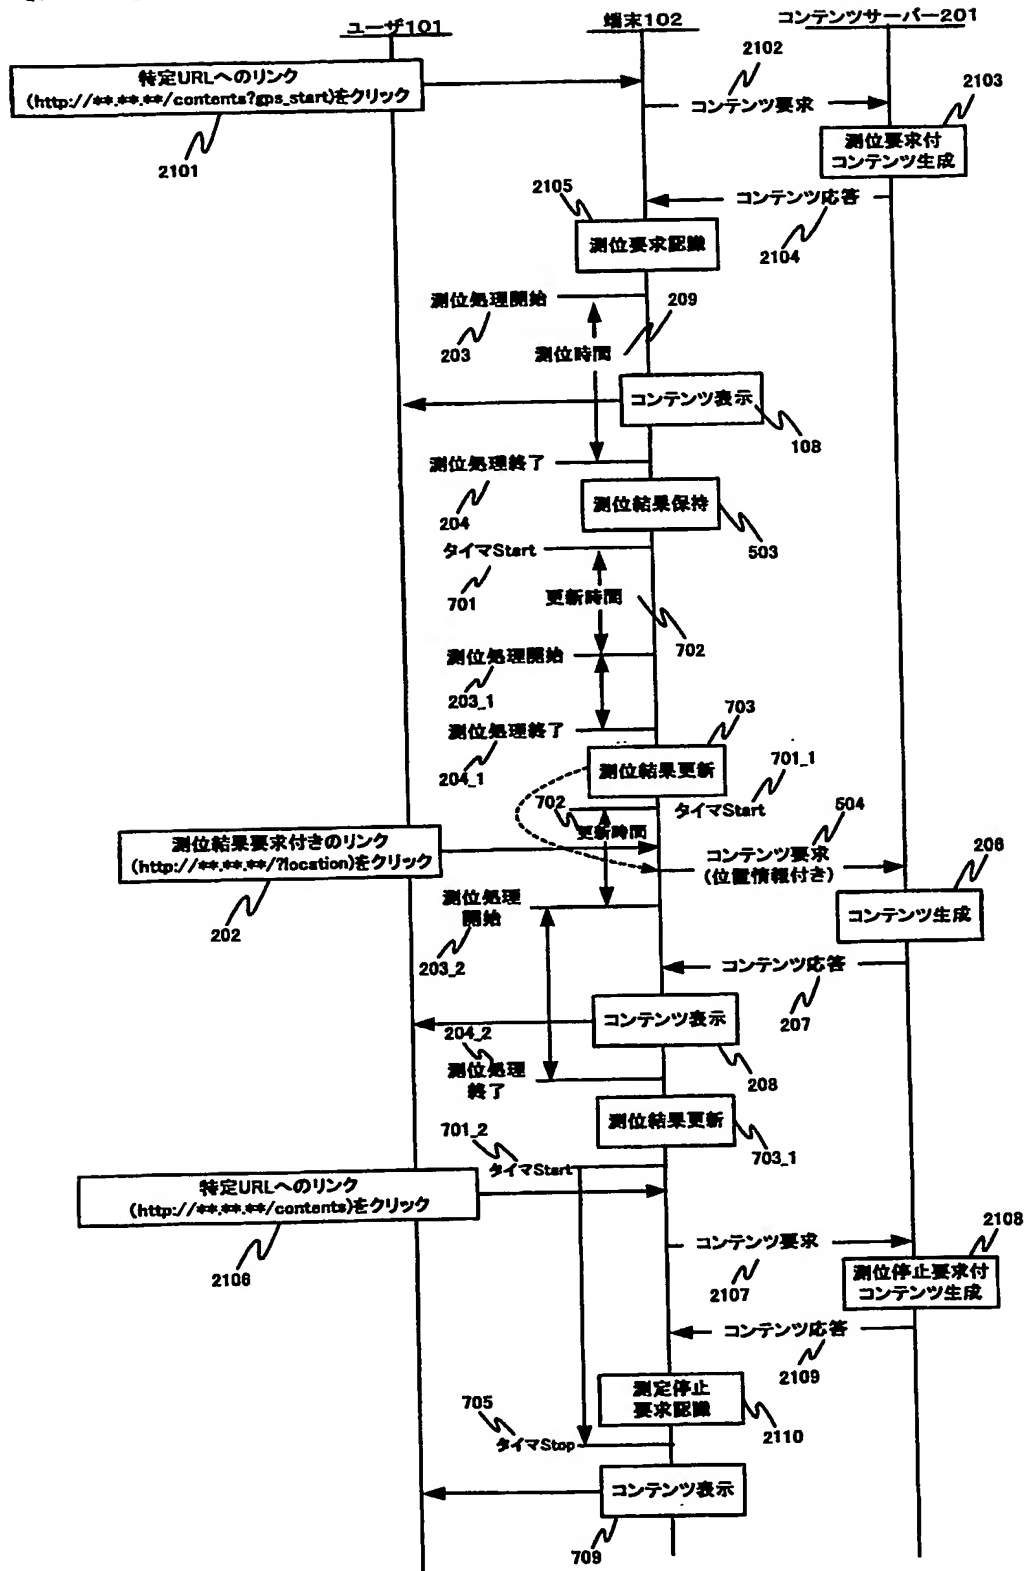 ユーザ101
端末102
コンテンツサーバー201
2102
特定URLへのリンク
(http://**.**.**/contents?gps_start)をクリック
コンテンツ要求
2103
2101
測位要求付
コンテンツ生成
2105
コンテンツ応答
測位要求認識
2104
測位処理開始
209
203
測位時間
コンテンツ表示
108
測位処理終了
204
測位結果保持
503
タイマStart
701
更新時間
702
測位処理開始
203_1
703
測位処理終了
204_1
測位結果更新
701_1
702
タイマStart
504
更新時間
測位結果要求付きのリンク
(http://**.**.**/?location)をクリック
コンテンツ要求
(位置情報付き)
206
202
測位処理
開始
コンテンツ生成
203_2
コンテンツ応答
207
コンテンツ表示
204_2
208
測位処理
終了
測位結果更新
701_2
703_1
タイマStart
特定URLへのリンク
(http://**.**.**/contents)をクリック
コンテンツ要求
2108
2106
2107
測位停止要求付
コンテンツ生成
コンテンツ応答
2109
測定停止
要求認識
705
2110
タイマStop
コンテンツ表示
709